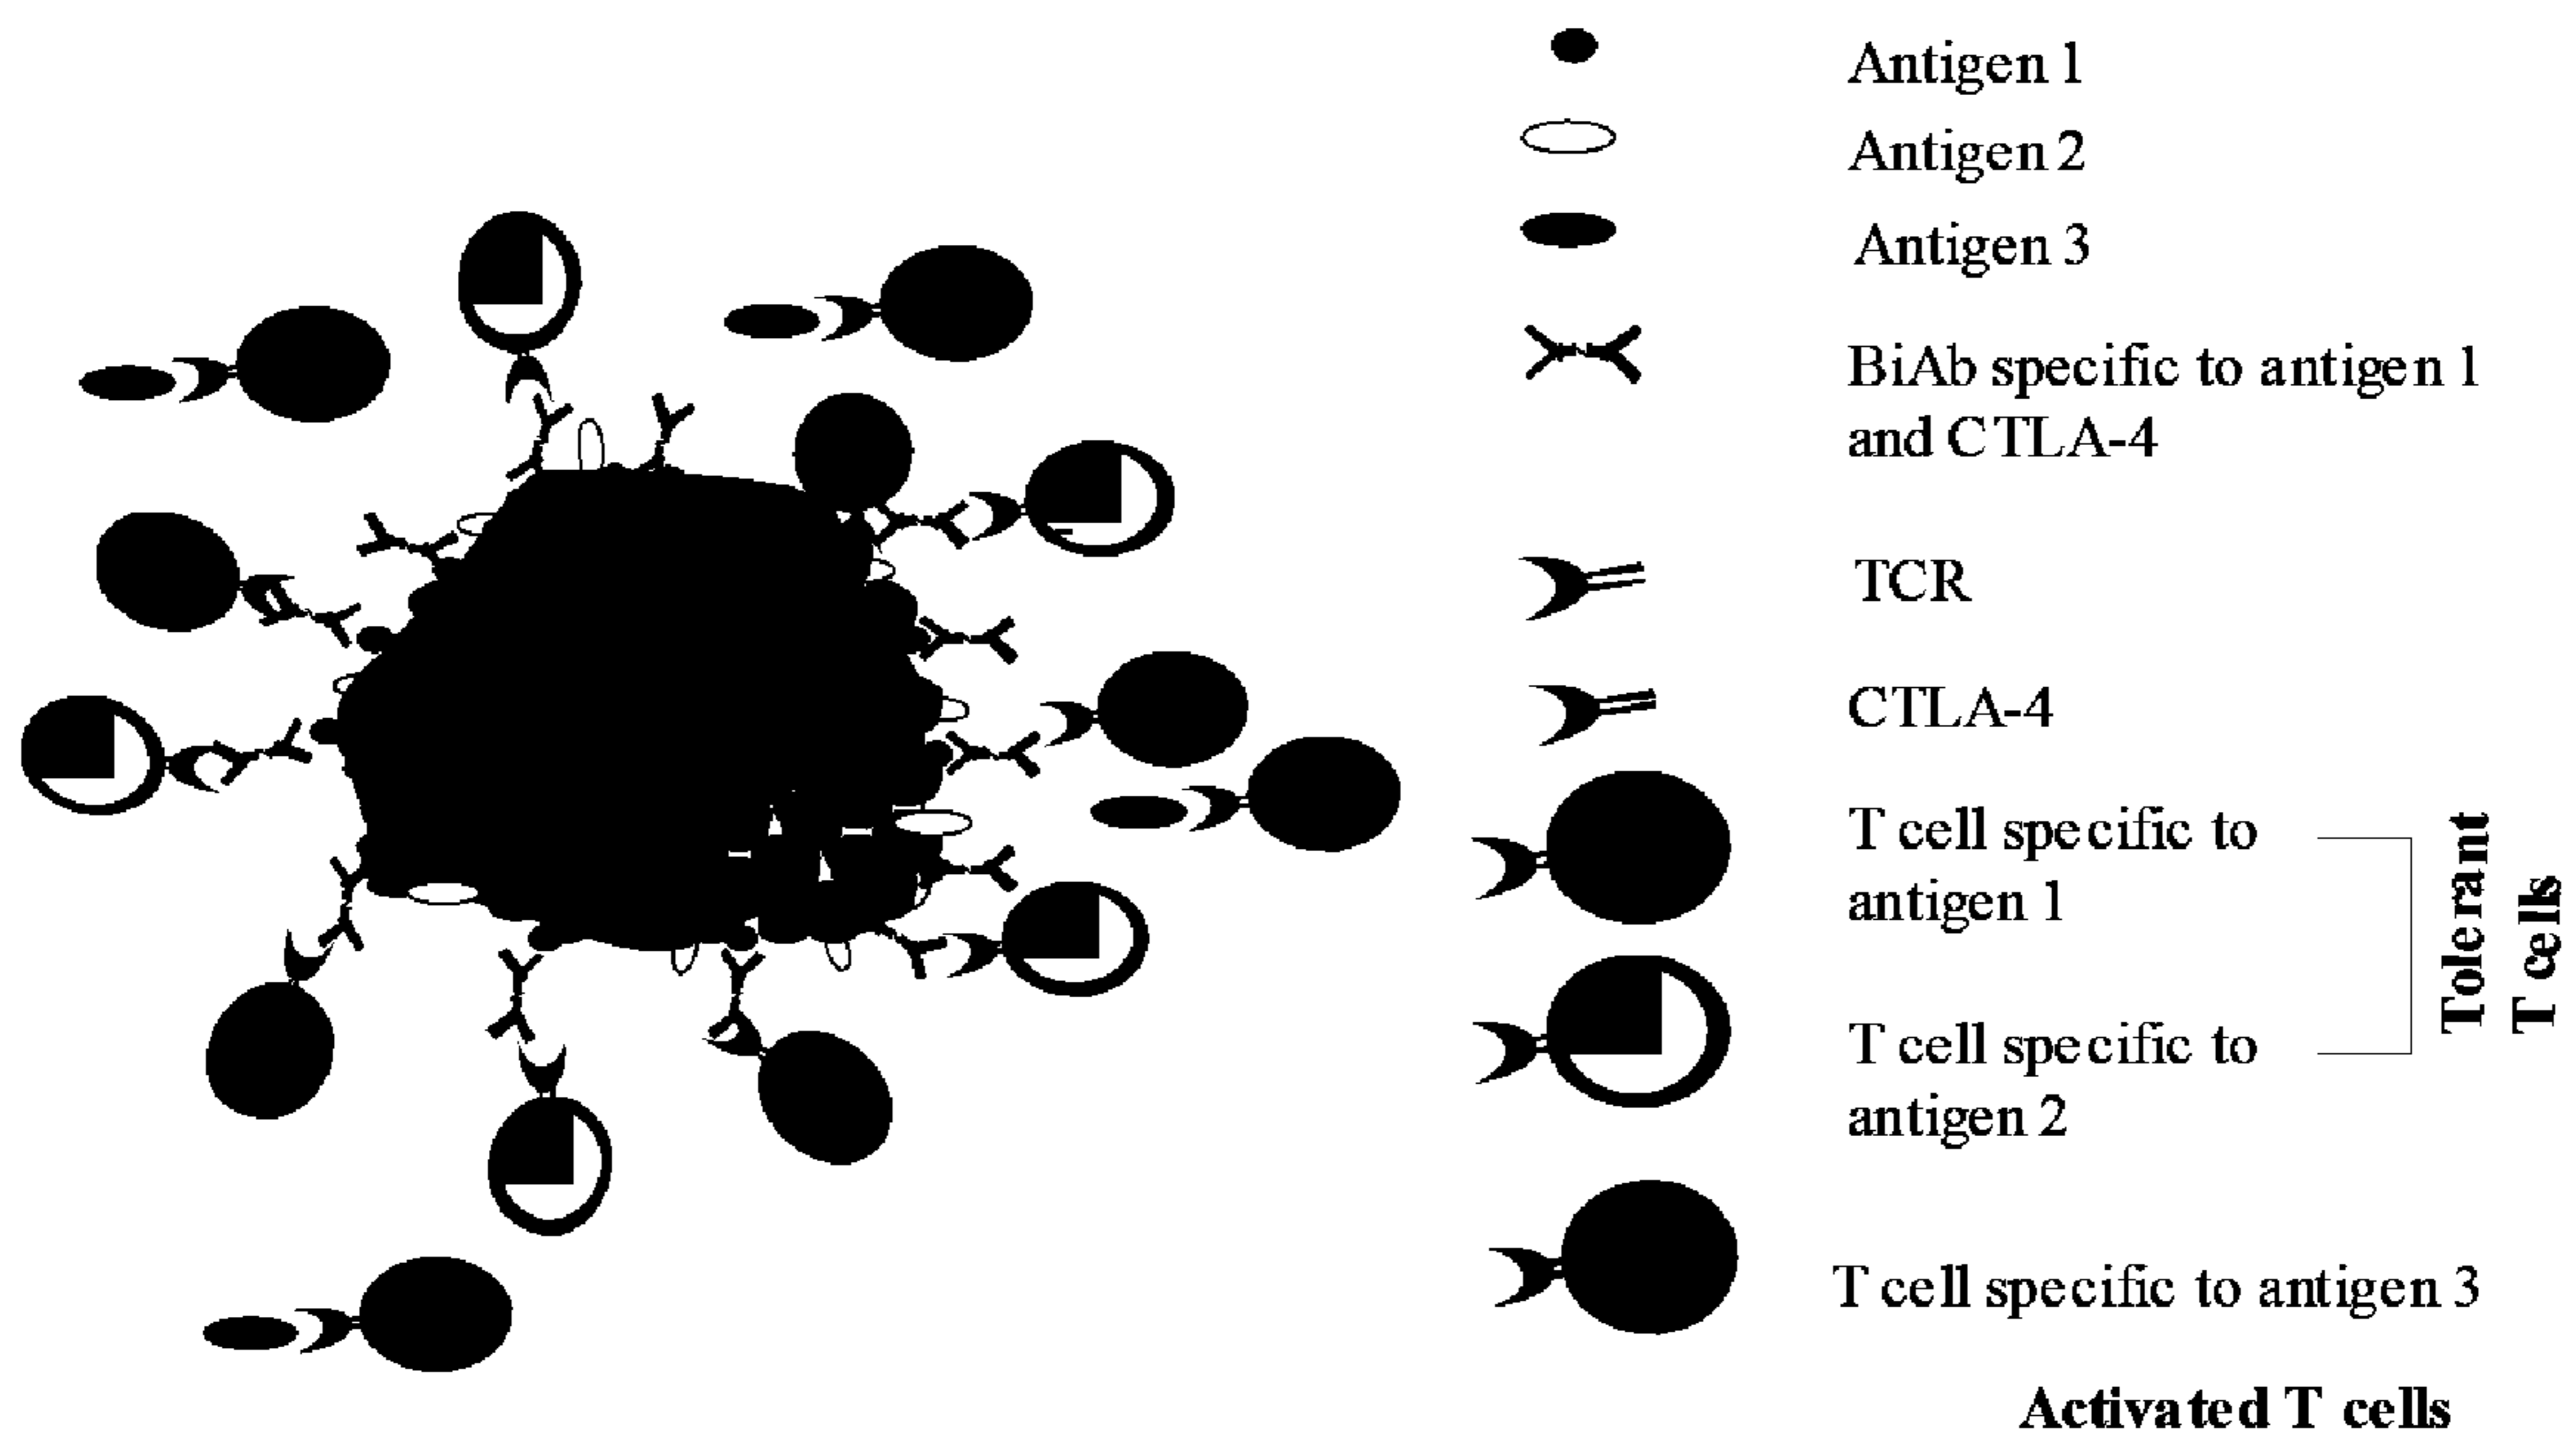 Antigen 1
Antigen 2
Antigen 3
BiAb specific to antigen 1
and CTLA-4
TCR
CTLA-4
T cell specific to
antigen 1
T cell specific to
antigen 2
Tolerant
T cells
T cell specific to antigen 3
Activated T cells